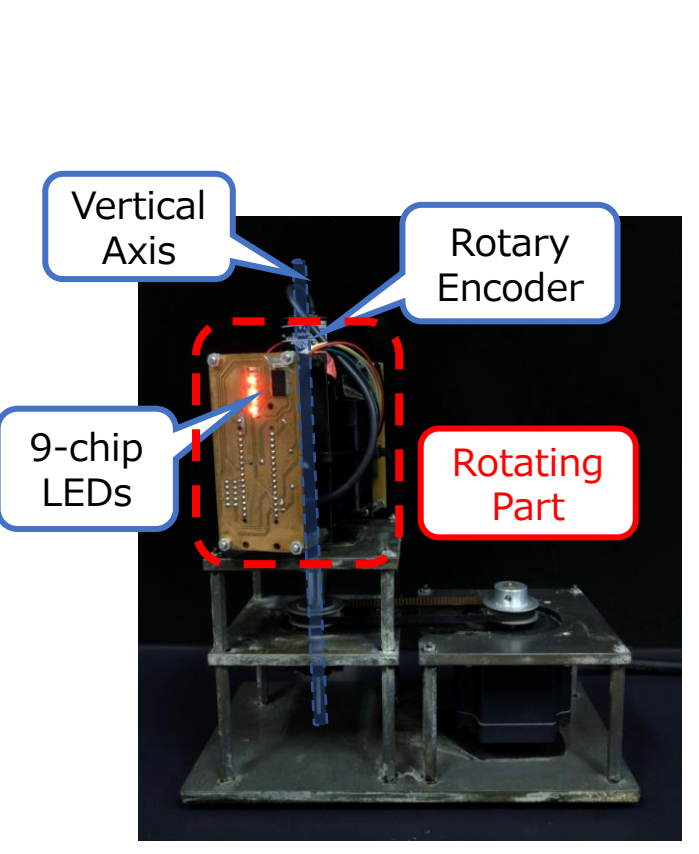 Vertical
Axis
Rotary
Encoder
9-chip
LEDs
Rotating
Part